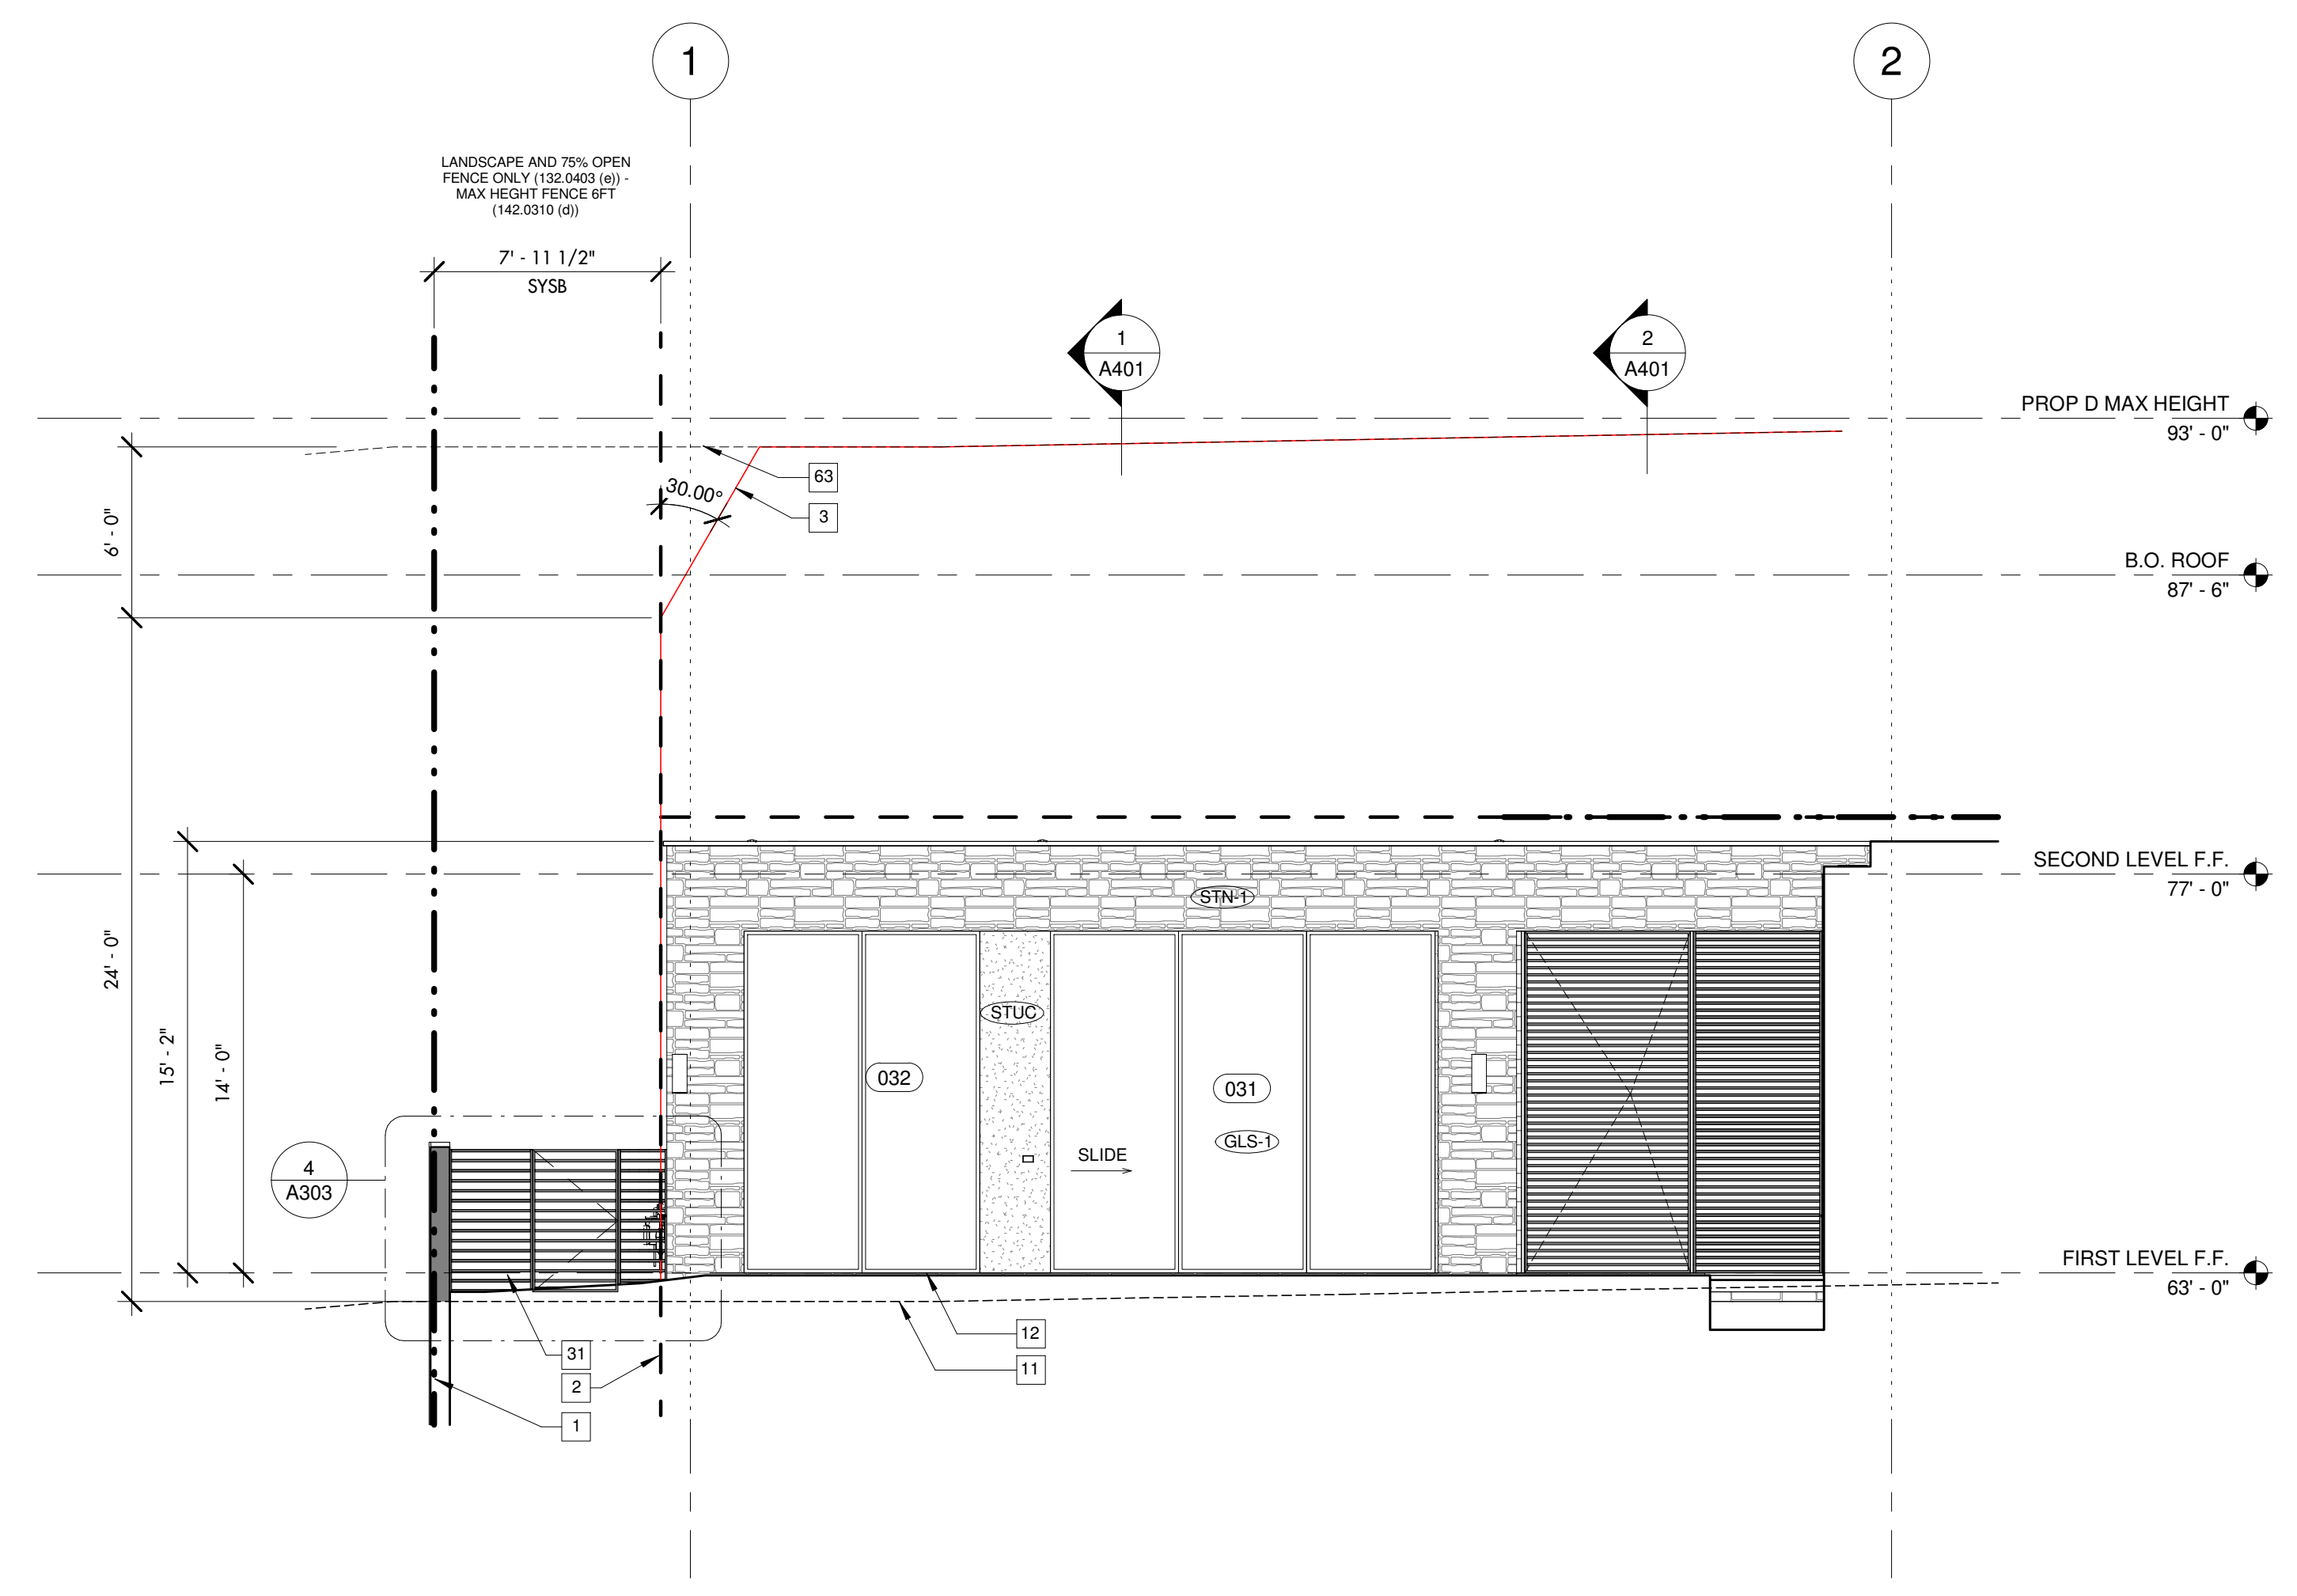 1
2
LANDSCAPE AND 75% OPEN
FENCE ONLY (132.0403 (e)) -
MAX HEGHT FENCE 6FT
(142.0310 (d))
7' - 11 1/2"
SYSB
1
A401
2
A401
PROP D MAX HEIGHT
93' - 0"
63
30.00°
3
6' - 0"
B.O. ROOF
87' - 6"
SECOND LEVEL F.F.
77' - 0"
STN-1
24' - 0"
15' - 2"
14' - 0"
STUC
032
031
GLS-1
SLIDE
4
A303
FIRST LEVEL F.F.
63' - 0"
12
11
31
2
1